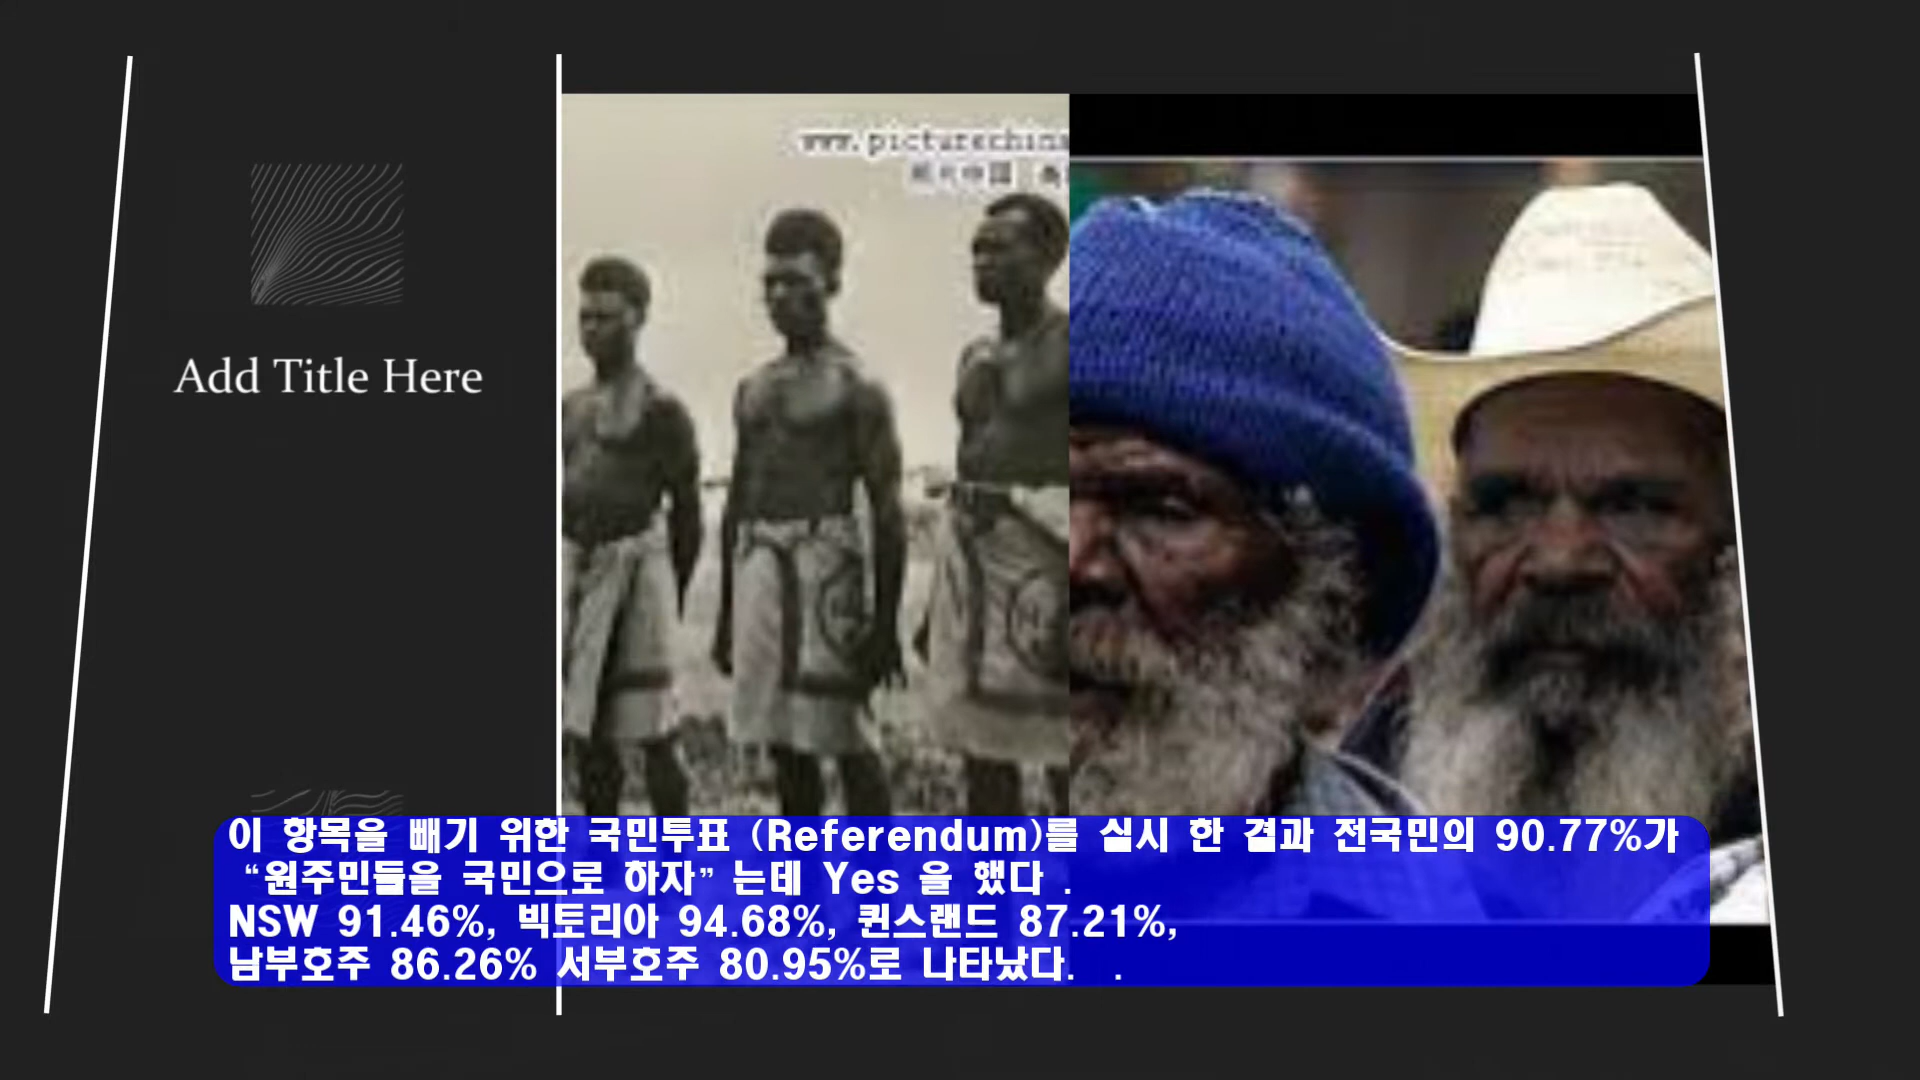 www.picturechina
Add Title Here
이 항목을 빼기 위한 국민투표 (Referendum)를 실시 한 결과 전국민의 90.77%가
“원주민들을 국민으로 하자” 는데 Yes 을 했다 .
NSW 91.46%, 빅토리아 94.68%, 퀸스랜드 87.21%,
남부호주 86.26% 서부호주 80.95%로 나타났다. .